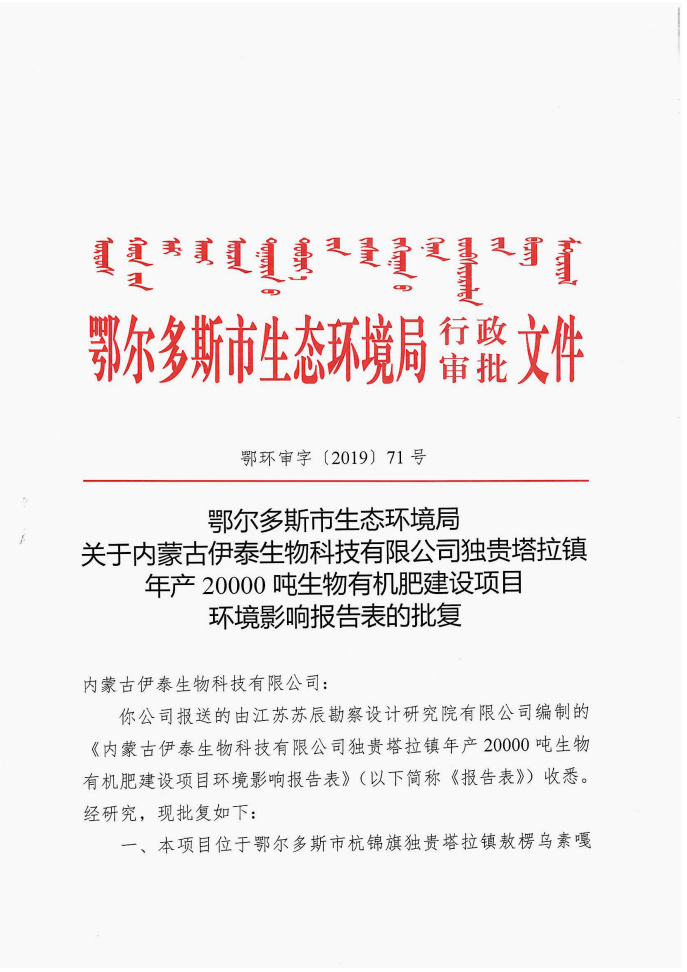 鄂尔多斯市生态环境局行政审批文件
鄂环审字〔2019〕71 号
鄂尔多斯市生态环境局
关于内蒙古伊泰生物科技有限公司独贵塔拉镇
年产 20000 吨生物有机肥建设项目
环境影响报告表的批复
内蒙古伊泰生物科技有限公司：
你公司报送的由江苏苏辰勘察设计研究院有限公司编制的
《内蒙古伊泰生物科技有限公司独贵塔拉镇年产 20000 吨生物
有机肥建设项目环境影响报告表》（以下简称《报告表》）收悉。
经研究，现批复如下：
一、本项目位于鄂尔多斯市杭锦旗独贵塔拉镇敖楞乌素嘎